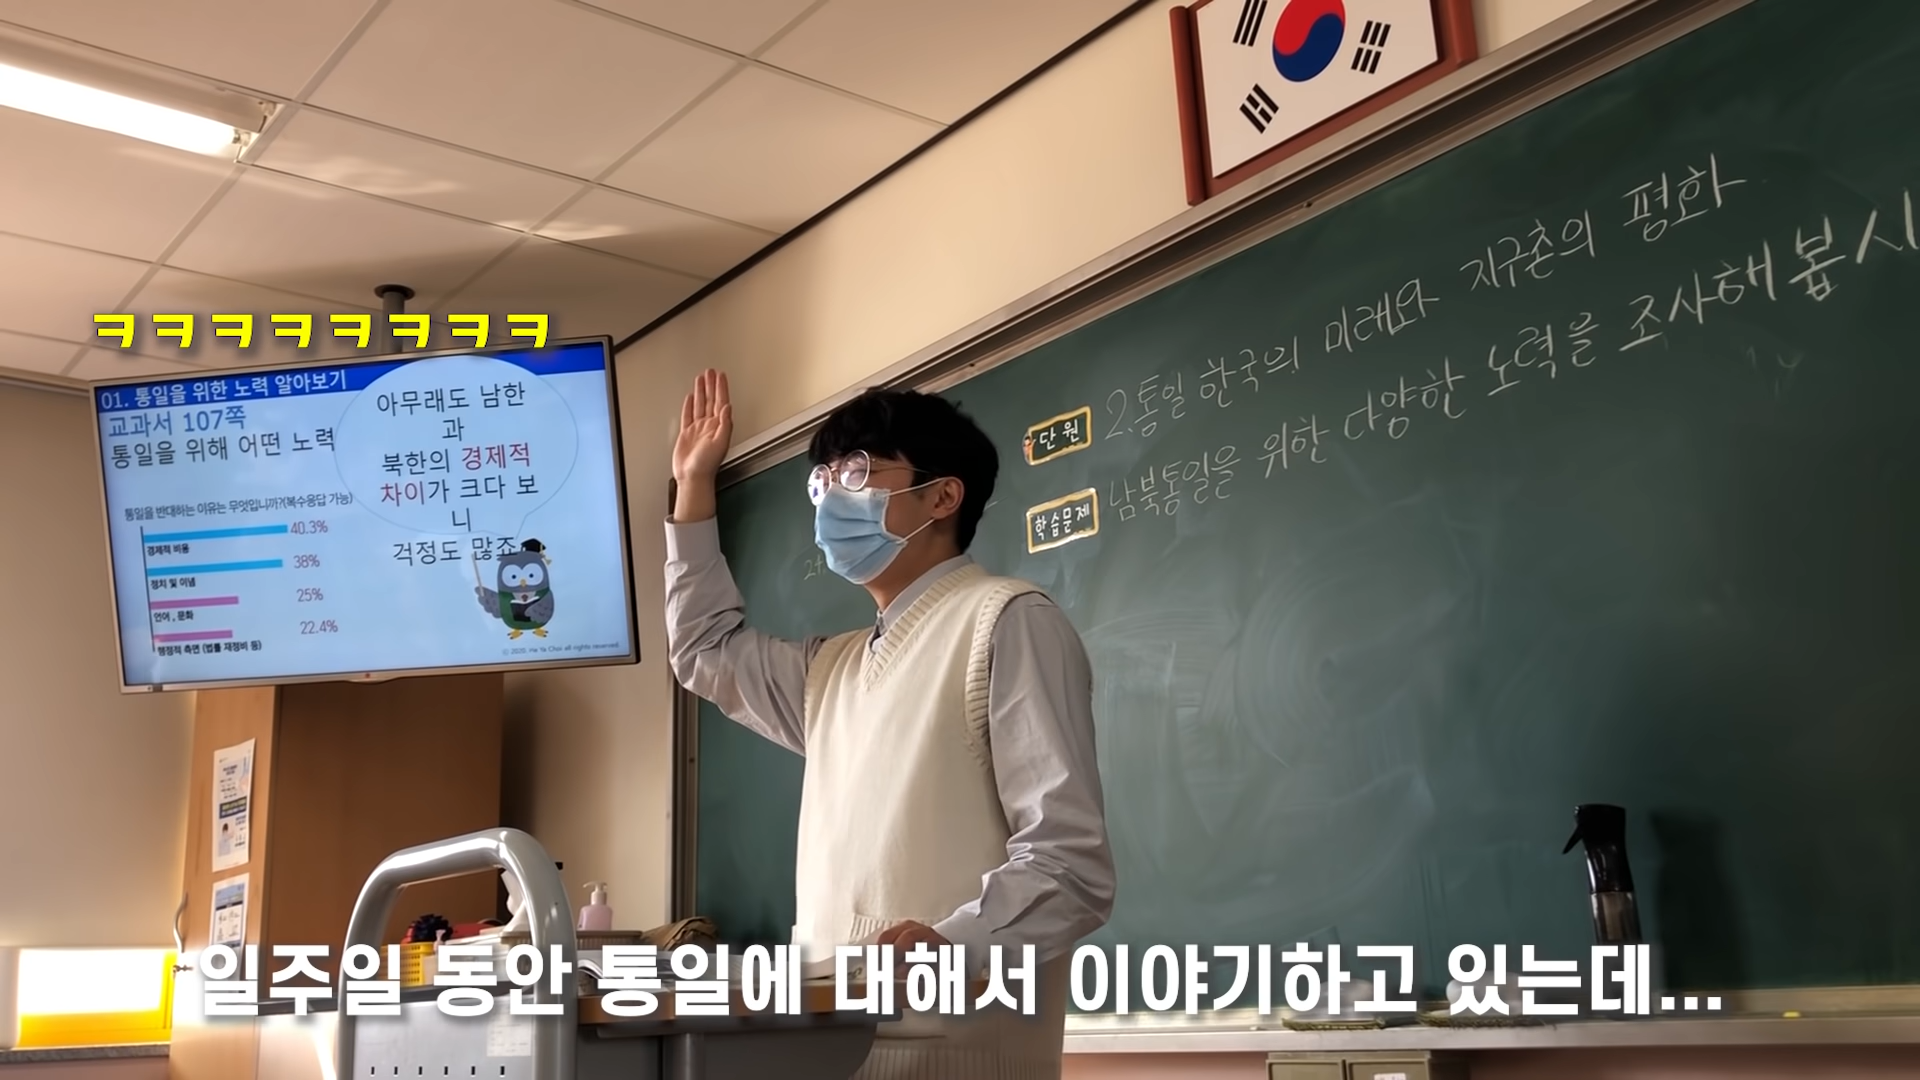 ㅋㅋㅋㅋㅋㅋㅋㅋ
01. 통일을 위한 노력 알아보기
교과서 107쪽
통일을 위해 어떤 노력
아무래도 남한
과
북한의 경제적
차이가 크다 보
니
걱정도 많죠
통일을 반대하는 이유는 무엇입니까?(복수응답 가능)
40.3%
경제적 비용
38%
정치 및 이념
25%
언어, 문화
22.4%
행정적 측면 (법률 재정비 등)
ⓒ 2020. Hw Ya Choi all rights reserved
단원
2. 통일 한국의 미래와 지구촌의 평화
학습문제
남북통일을 위한 다양한 노력을 조사해 봅시
일주일 동안 통일에 대해서 이야기하고 있는데...